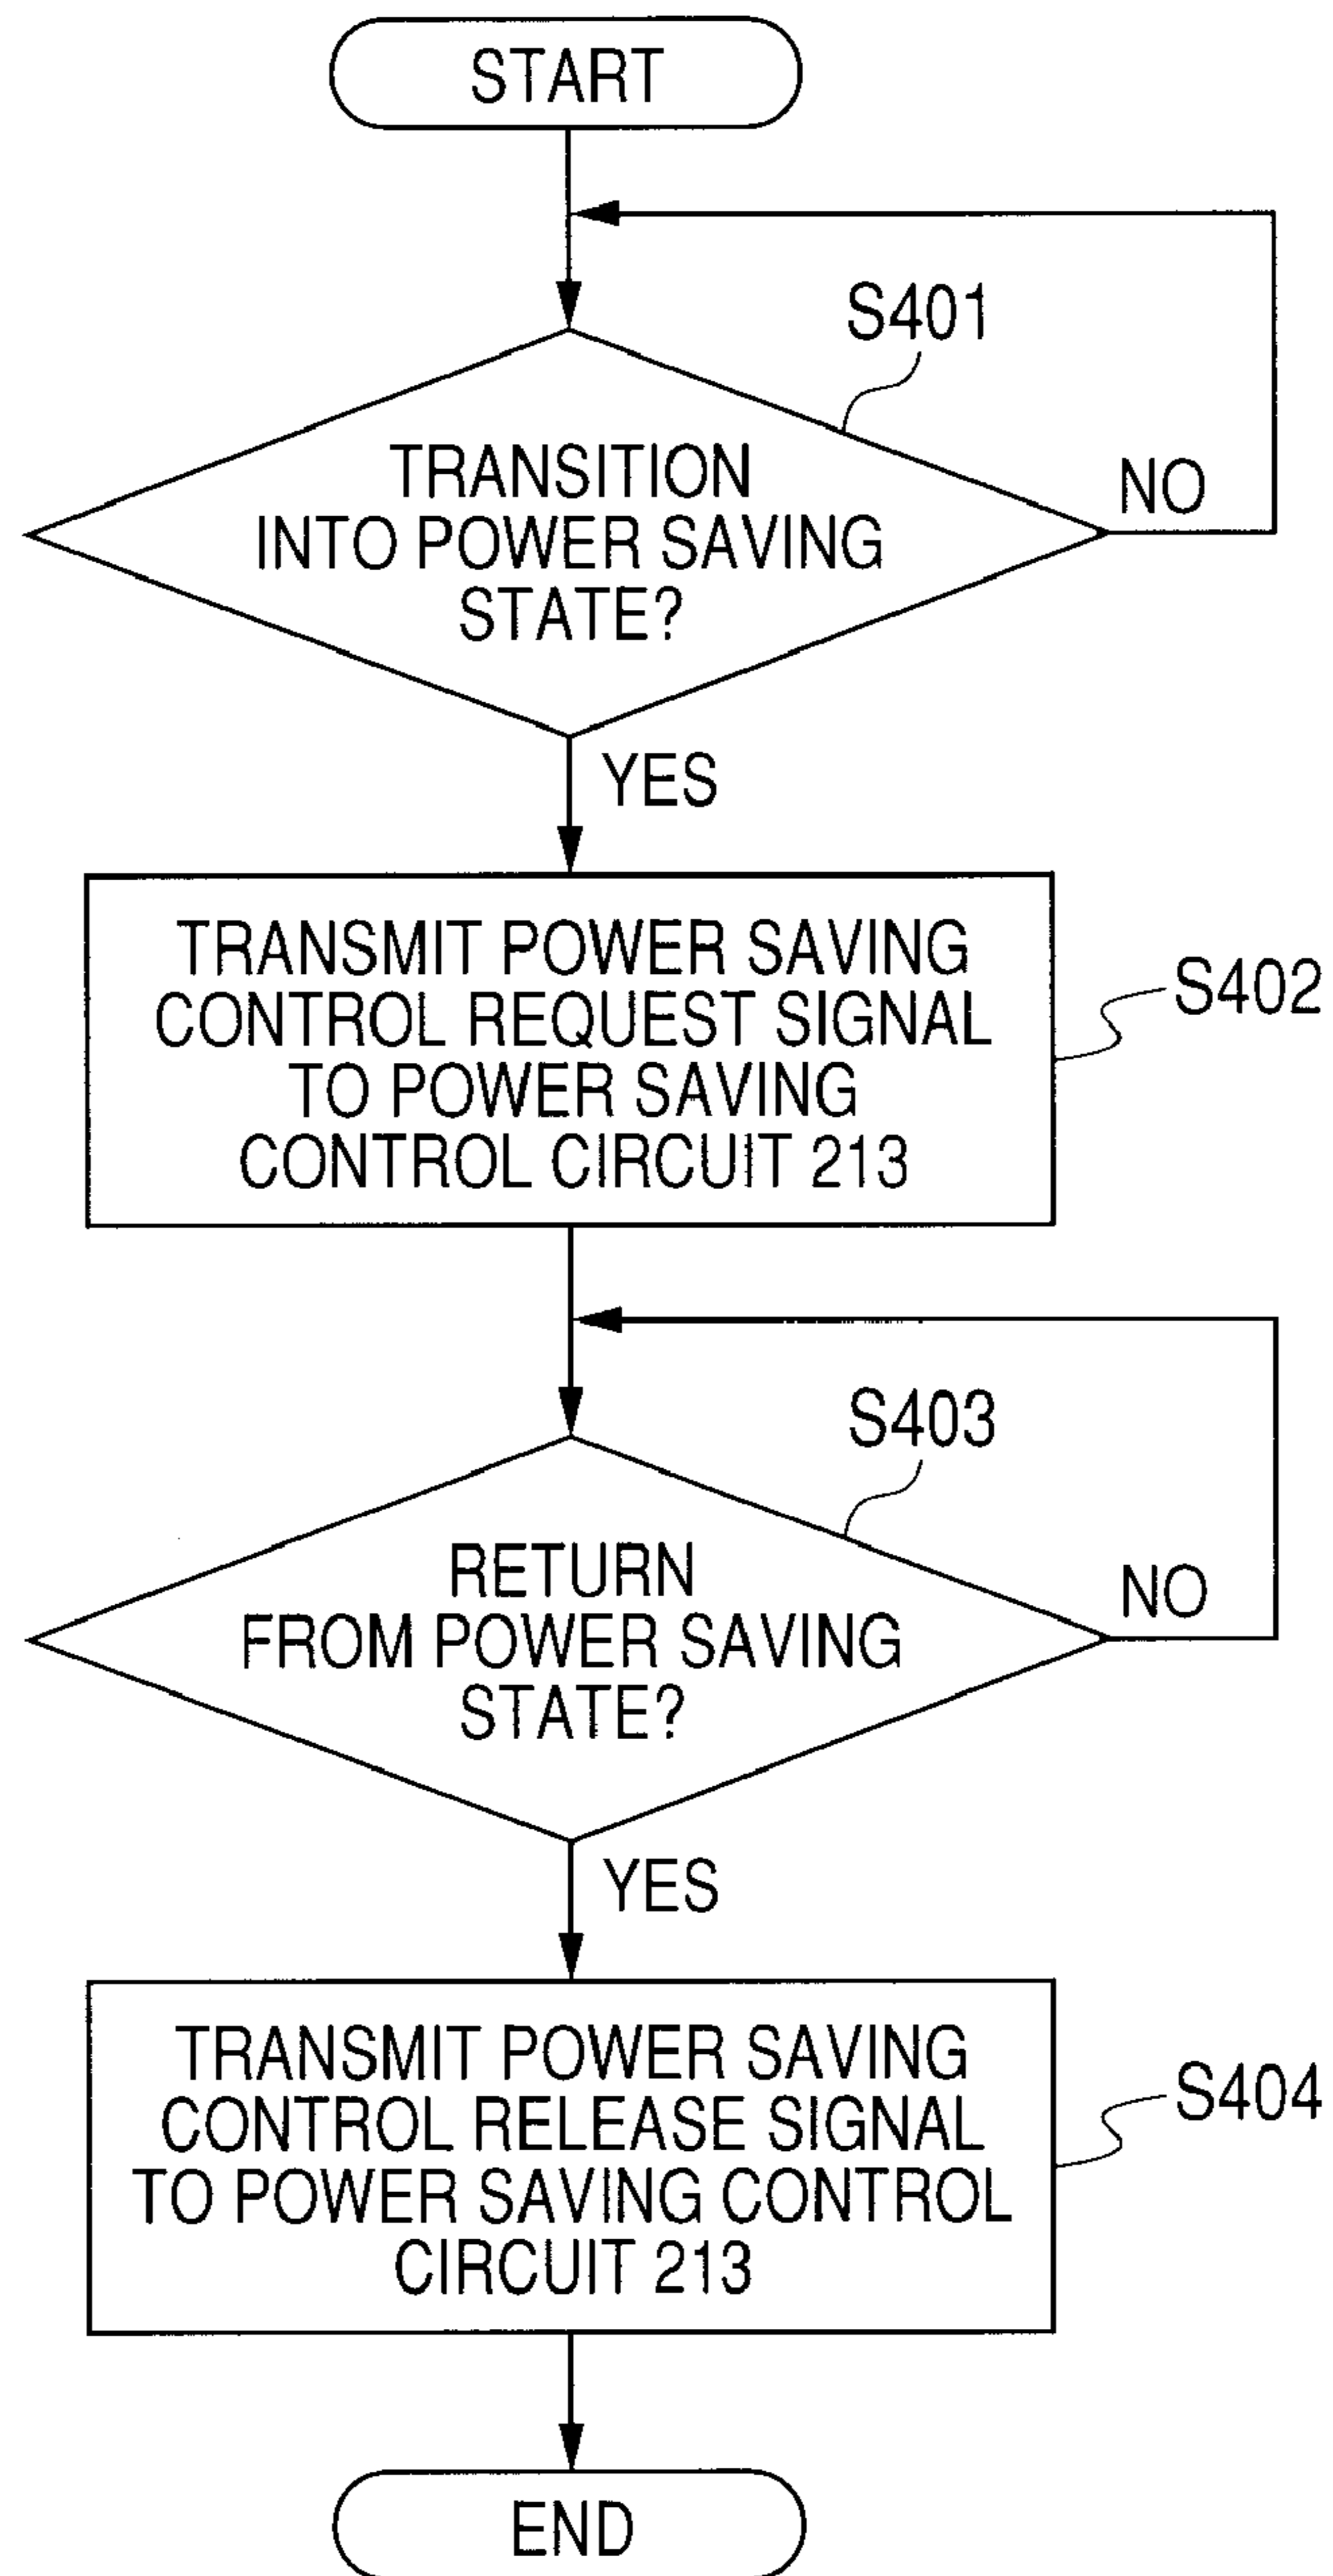 START
S401
TRANSITION
INTO POWER SAVING
STATE?
NO
YES
TRANSMIT POWER SAVING
CONTROL REQUEST SIGNAL
TO POWER SAVING
CONTROL CIRCUIT 213
S402
S403
RETURN
FROM POWER SAVING
STATE?
NO
YES
TRANSMIT POWER SAVING
CONTROL RELEASE SIGNAL
TO POWER SAVING CONTROL
CIRCUIT 213
S404
END